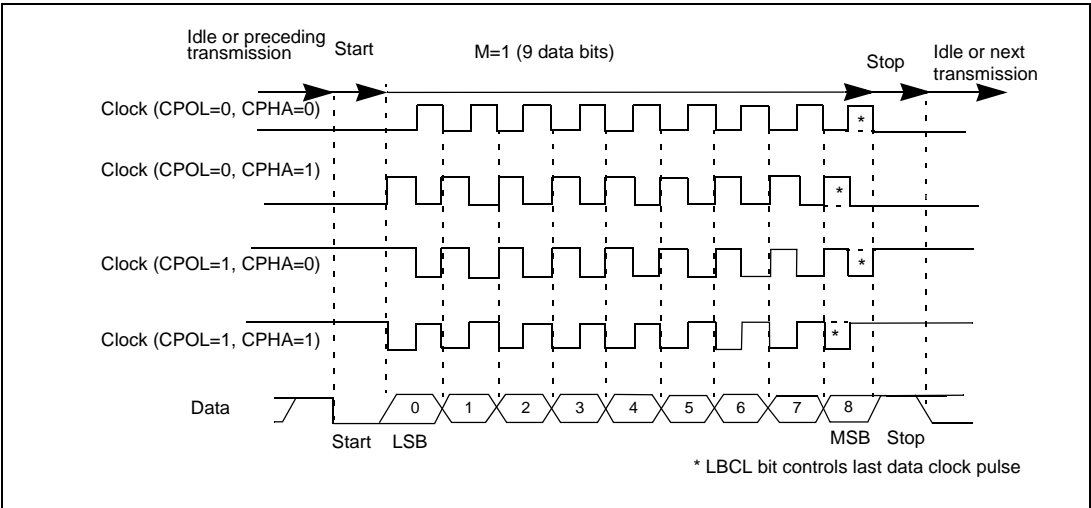 Idle or preceding
transmission
Start
M=1 (9 data bits)
Stop
Idle or next
transmission
Clock (CPOL=0, CPHA=0)
*
Clock (CPOL=0, CPHA=1)
*
Clock (CPOL=1, CPHA=0)
*
Clock (CPOL=1, CPHA=1)
*
Data
0 1 2 3 4 5 6 7 8
Start LSB MSB Stop
* LBCL bit controls last data clock pulse